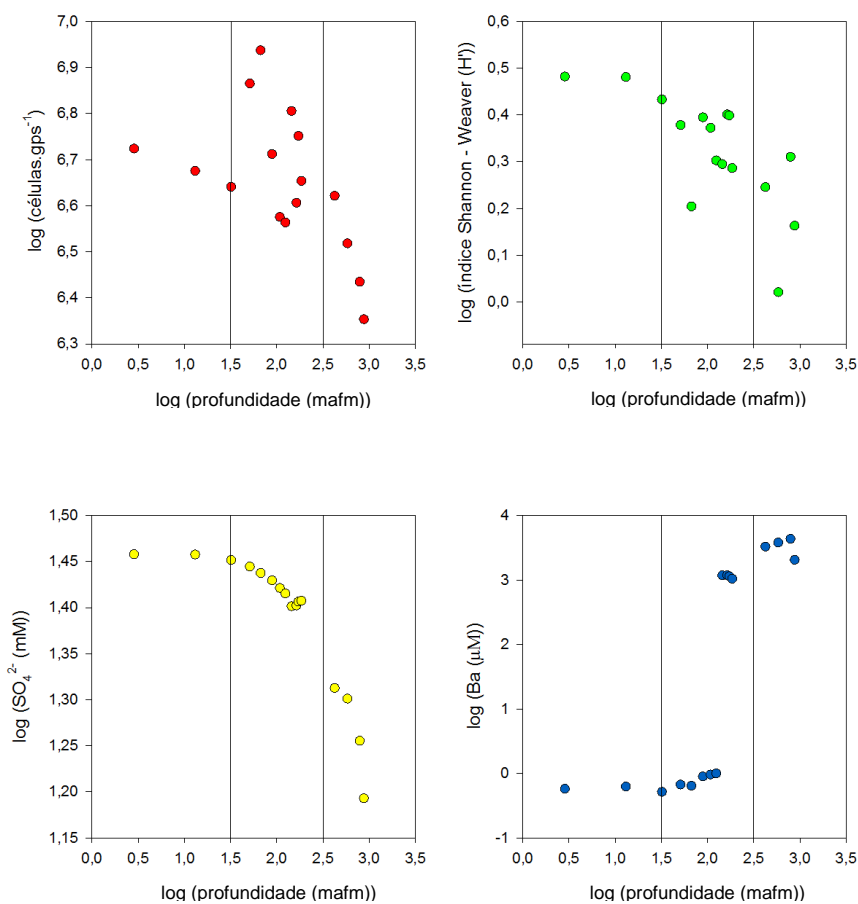 7,0
6,9
6,8
6,7
6,6
6,5
6,4
6,3
log (células.gps⁻¹)
0,0 0,5 1,0 1,5 2,0 2,5 3,0 3,5
log (profundidade (mafm))
0,6
0,5
0,4
0,3
0,2
0,1
0,0
log (índice Shannon - Weaver (H'))
0,0 0,5 1,0 1,5 2,0 2,5 3,0 3,5
log (profundidade (mafm))
1,50
1,45
1,40
1,35
1,30
1,25
1,20
1,15
log (SO₄²⁻ (mM))
0,0 0,5 1,0 1,5 2,0 2,5 3,0 3,5
log (profundidade (mafm))
4
3
2
1
0
-1
log (Ba (μM))
0,0 0,5 1,0 1,5 2,0 2,5 3,0 3,5
log (profundidade (mafm))